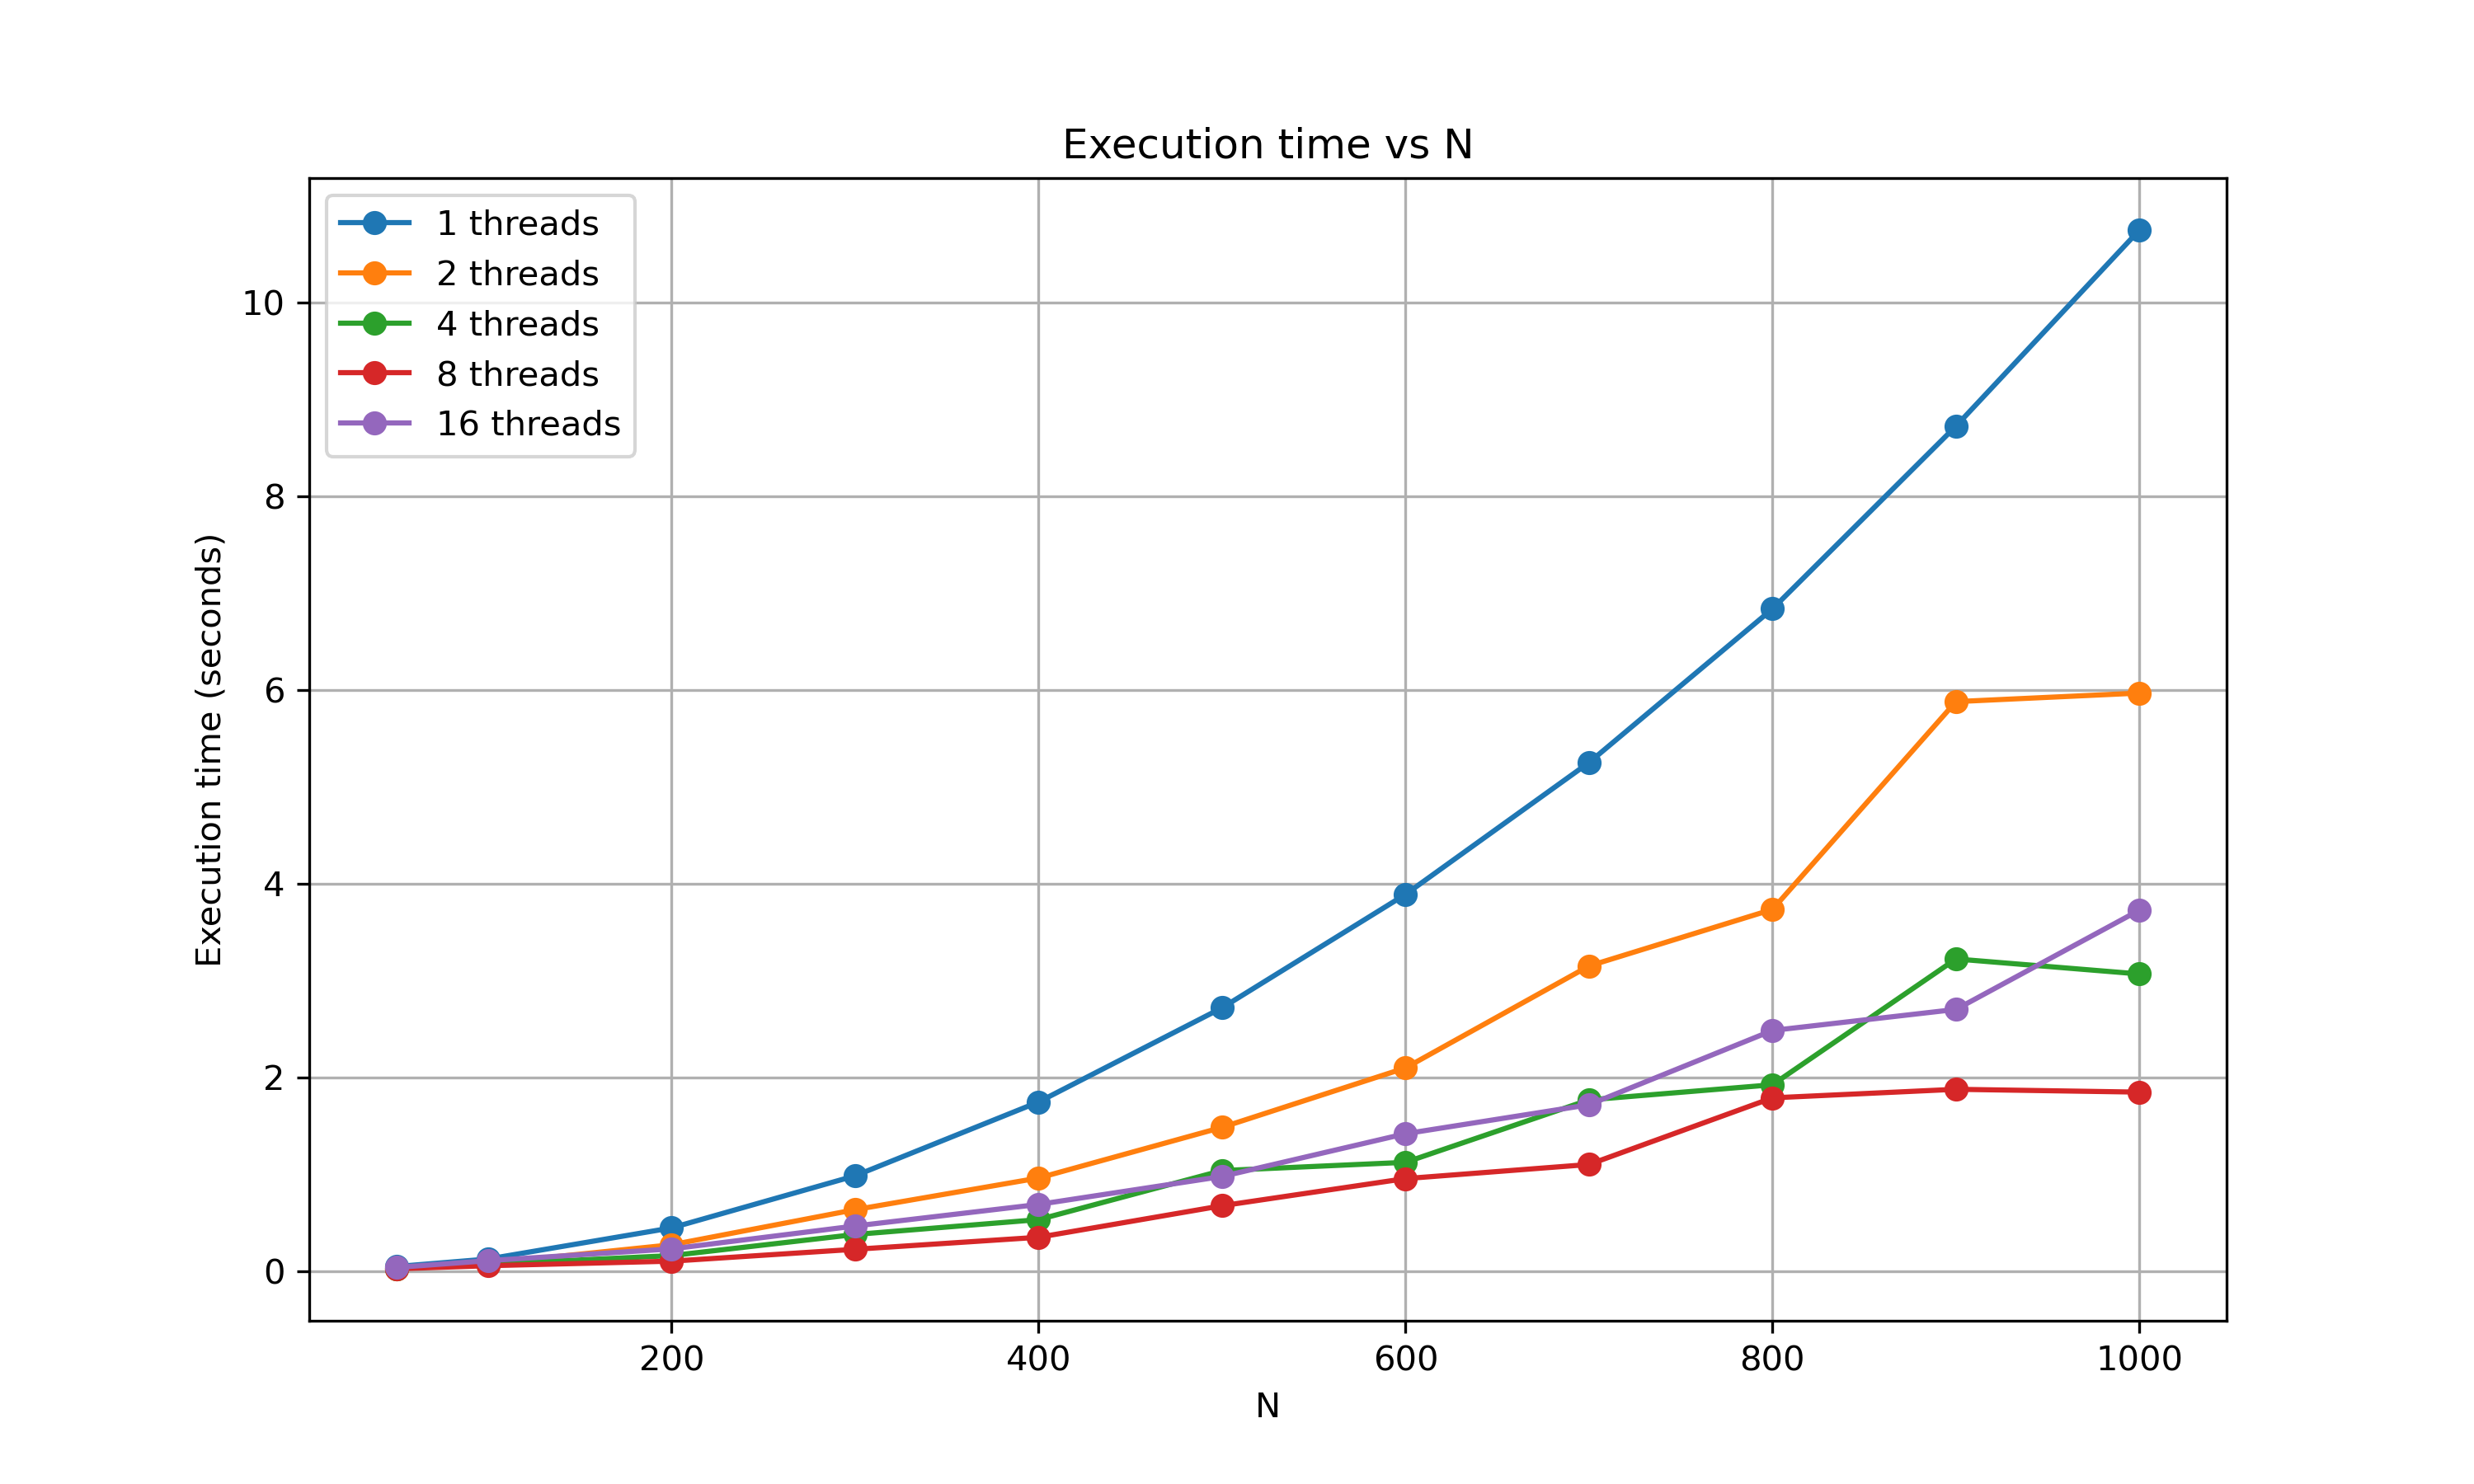 Execution time vs N
1 threads
2 threads
4 threads
8 threads
16 threads
Execution time (seconds)
10
8
6
4
2
0
200 400 600 800 1000
N